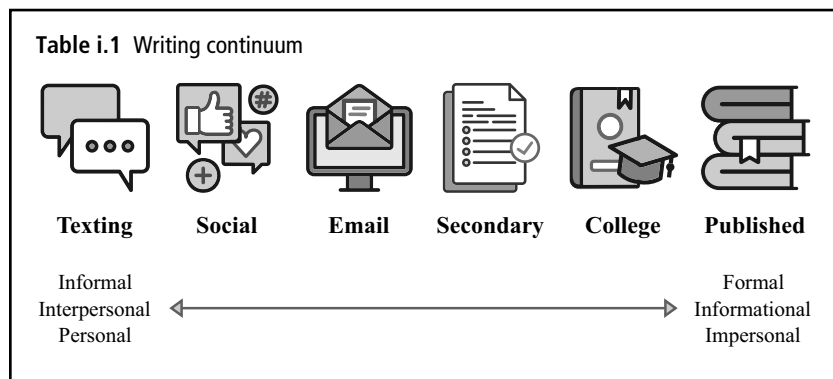 Table i.1 Writing continuum
#
Texting Social Email Secondary College Published
Informal
Interpersonal
Personal
Formal
Informational
Impersonal